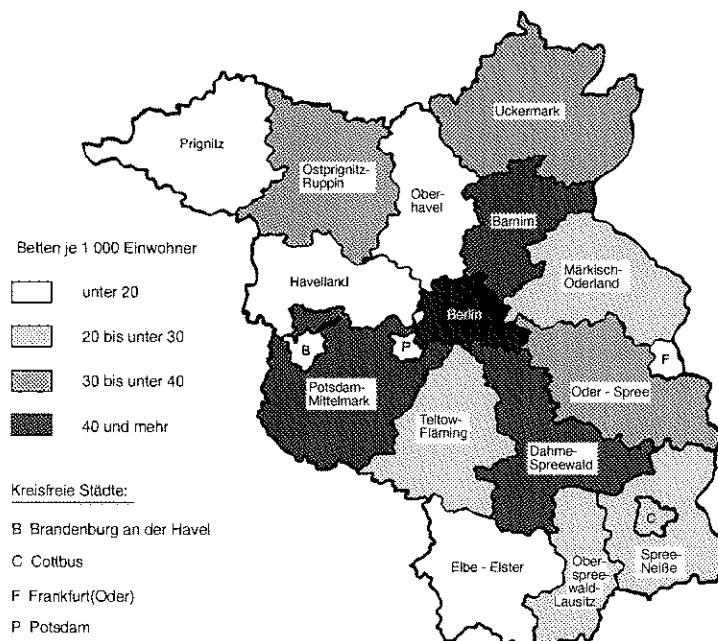 Uckermark
Prignitz
Ostprignitz-
Ruppin
Ober-
havel
Barnim
Betten je 1 000 Einwohner
Märkisch-
Oderland
Havelland
unter 20
Berlin
20 bis unter 30
B
P
F
30 bis unter 40
Potsdam-
Mittelmark
Oder - Spree
40 und mehr
Teltow-
Fläming
Dahme-
Spreewald
Kreisfreie Städte:
C
B Brandenburg an der Havel
C Cottbus
Elbe - Elster
Ober-
spree-
wald-
Lausitz
Spree-
Neiße
F Frankfurt(Oder)
P Potsdam